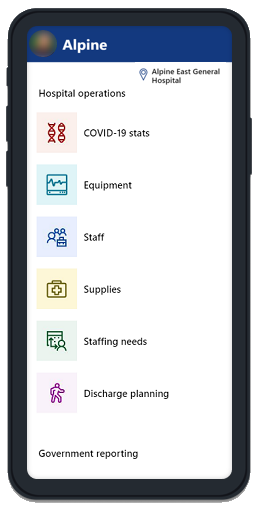 Alpine
Alpine East General
Hospital
Hospital operations
COVID-19 stats
Equipment
Staff
Supplies
Staffing needs
Discharge planning
Government reporting